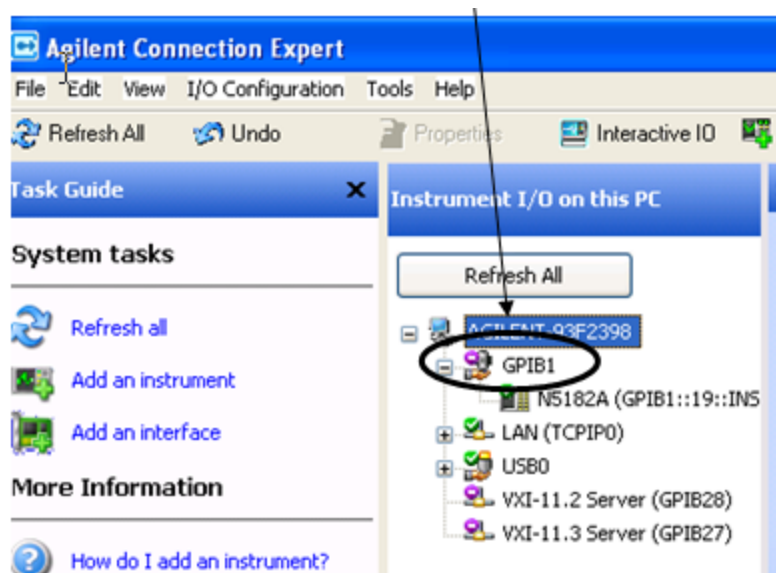 Agilent Connection Expert
File Edit View I/O Configuration Tools Help
Refresh All Undo Properties Interactive IO
Task Guide
Instrument I/O on this PC
System tasks
Refresh All
Refresh all
AGILENT-93F2398
GPIB1
Add an instrument
N5182A (GPIB1::19::INS
Add an interface
LAN (TCPIP0)
USB0
More Information
VXI-11.2 Server (GPIB28)
VXI-11.3 Server (GPIB27)
How do I add an instrument?